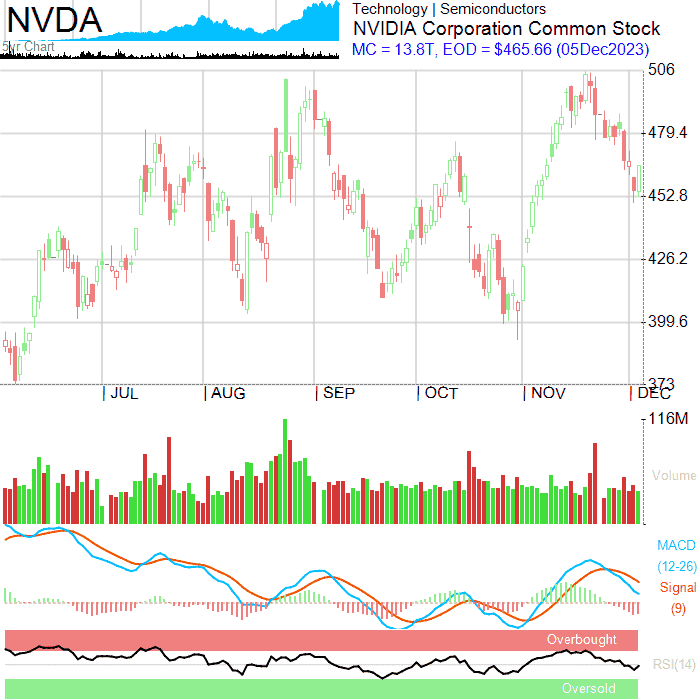 NVDA
5yr Chart
Technology | Semiconductors
NVIDIA Corporation Common Stock
MC = 13.8T, EOD = $465.66 (05Dec2023)
506
479.4
452.8
426.2
399.6
373
JUL
AUG
SEP
OCT
NOV
DEC
116M
Volume
MACD
(12-26)
Signal
(9)
Overbought
RSI(14)
Oversold